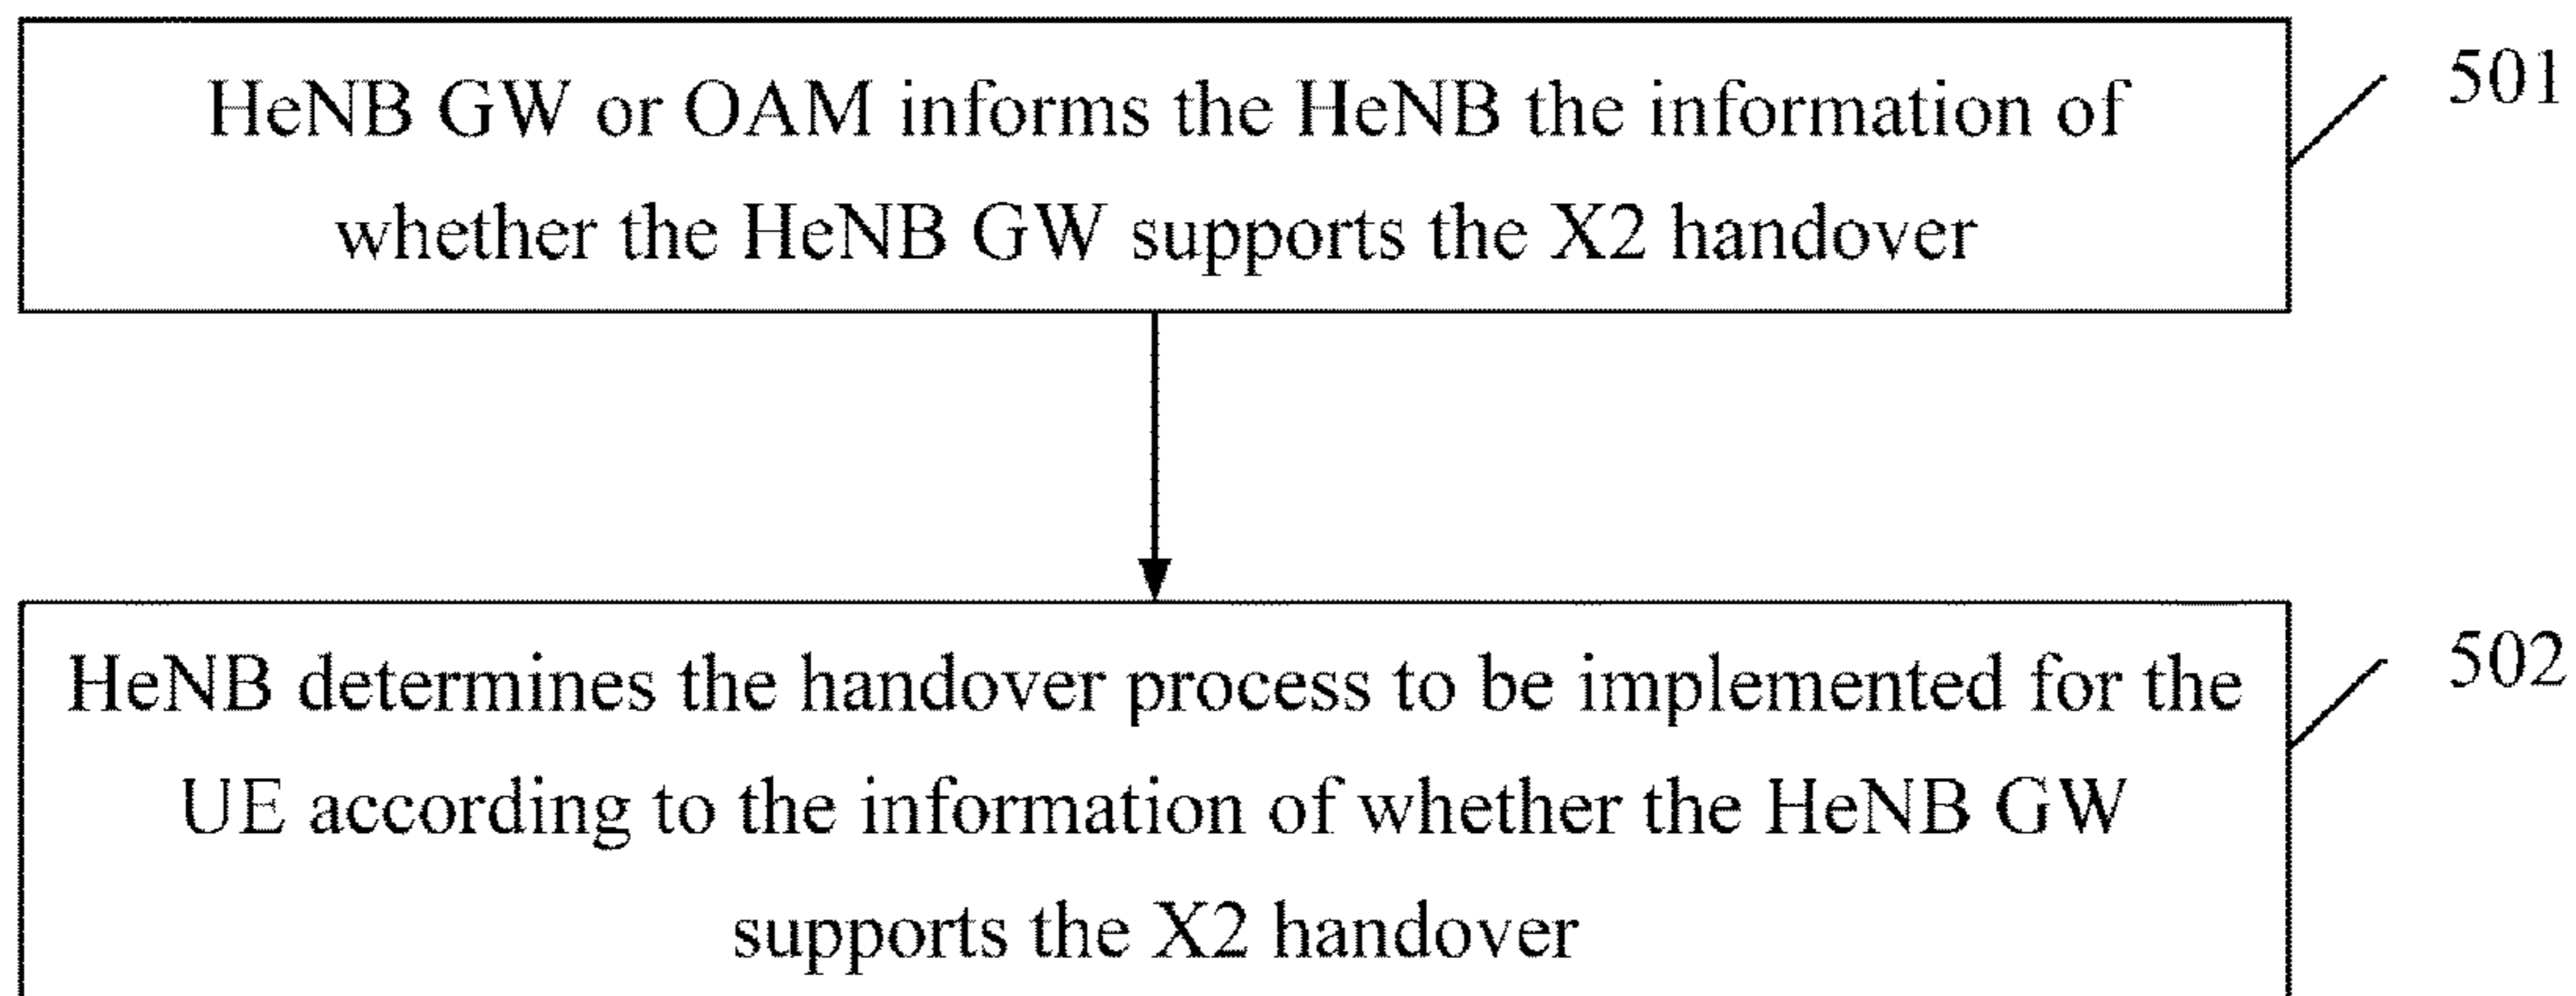 HeNB GW or OAM informs the HeNB the information of
whether the HeNB GW supports the X2 handover
501
HeNB determines the handover process to be implemented for the
UE according to the information of whether the HeNB GW
supports the X2 handover
502